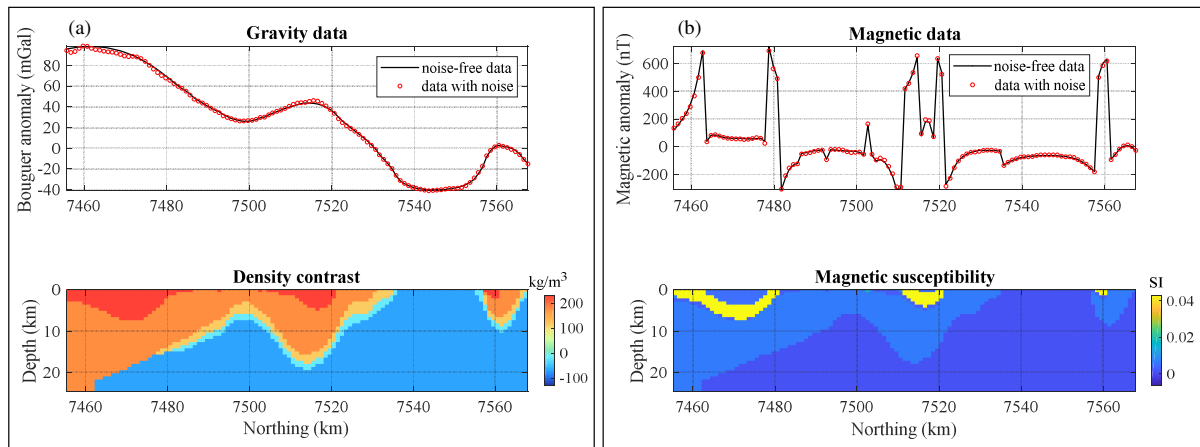 (a)
Gravity data
Bouguer anomaly (mGal)
80
60
40
20
0
-20
-40
noise-free data
data with noise
7460 7480 7500 7520 7540 7560
Density contrast
kg/m³
Depth (km)
0
10
20
200
100
0
-100
7460 7480 7500 7520 7540 7560
Northing (km)
(b)
Magnetic data
Magnetic anomaly (nT)
600
400
200
0
-200
noise-free data
data with noise
7460 7480 7500 7520 7540 7560
Magnetic susceptibility
SI
Depth (km)
0
10
20
0.04
0.02
0
7460 7480 7500 7520 7540 7560
Northing (km)